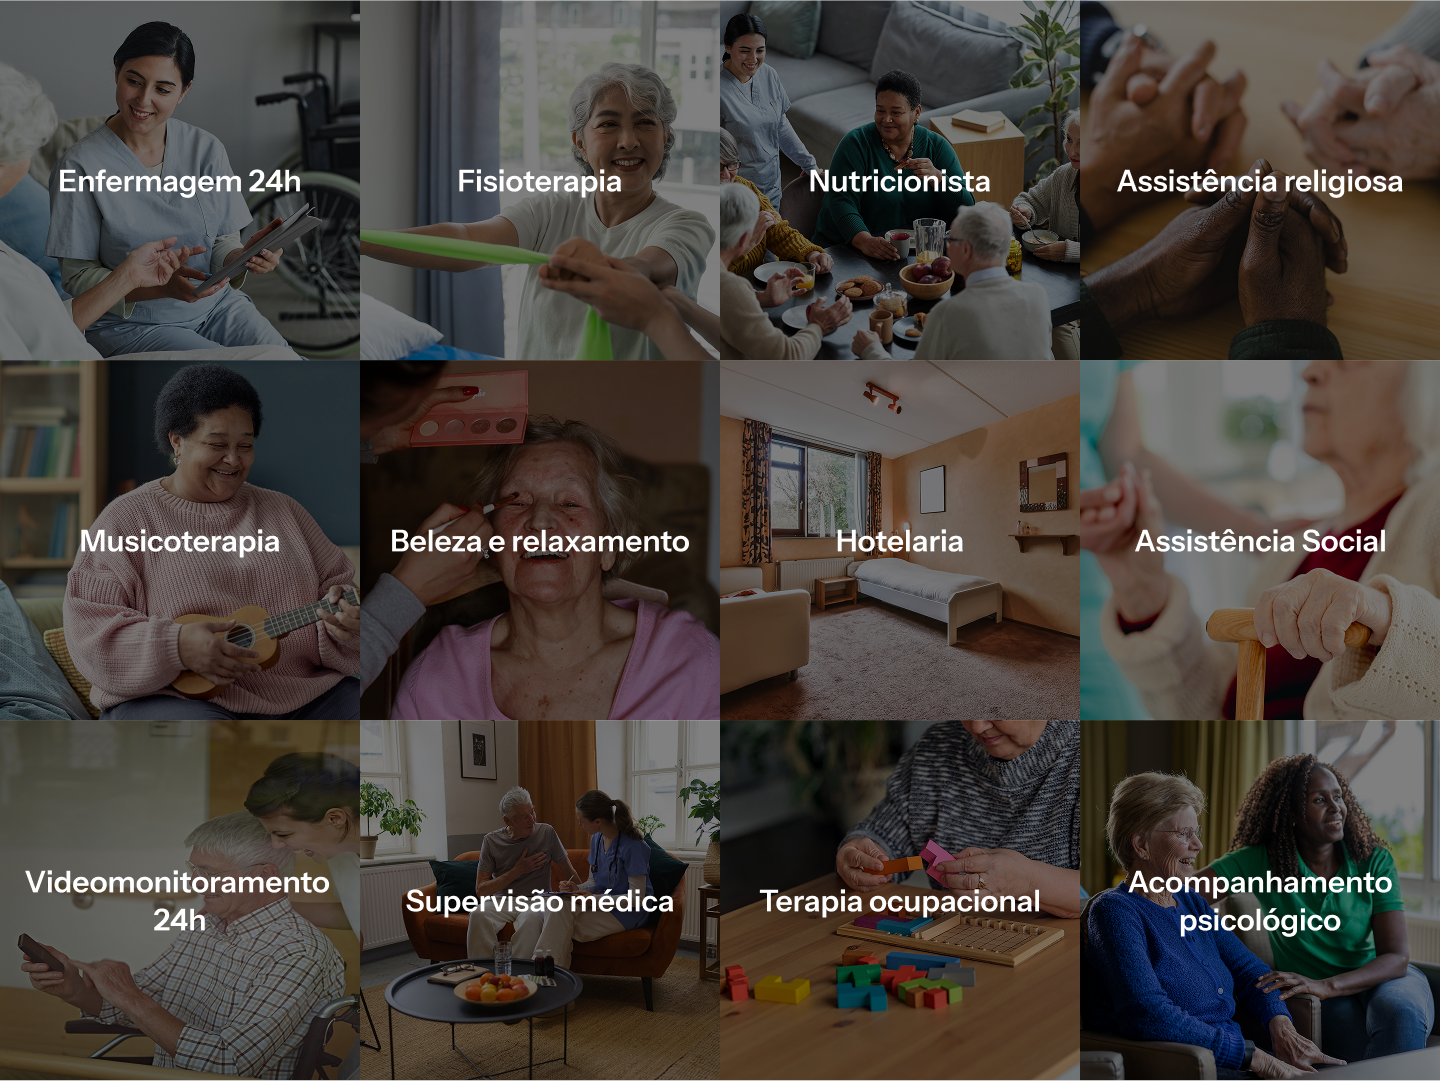 Enfermagem 24h
Fisioterapia
Nutricionista
Assistência religiosa
Musicoterapia
Beleza e relaxamento
Hotelaria
Assistência Social
Videomonitoramento
24h
Supervisão médica
Terapia ocupacional
Acompanhamento
psicológico